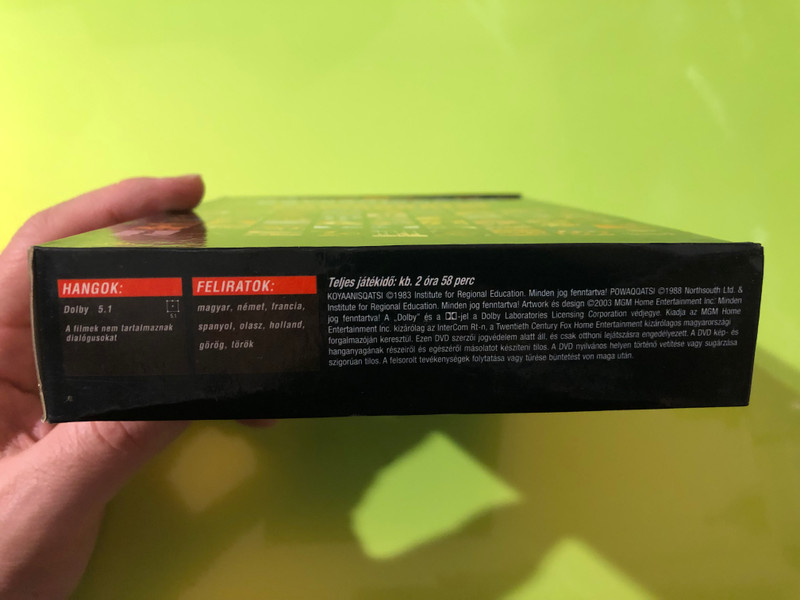 HANGOK:
Dolby 5.1
5.1
A filmek nem tartalmaznak
dialógusokat
FELIRATOK:
magyar, német, francia,
spanyol, olasz, holland,
görög, török
Teljes játékidő: kb. 2 óra 58 perc
KOYAANISQATSI ©1983 Institute for Regional Education. Minden jog fenntartva! POWAQQATSI ©1988 Northsouth Ltd. &
Institute for Regional Education. Minden jog fenntartva! Artwork és design ©2003 MGM Home Entertainment Inc. Minden
jog fenntartva! A „Dolby” és a jel a Dolby Laboratories Licensing Corporation védjegye. Kiadja az MGM Home
Entertainment Inc. kizárólag az InterCom Rt-n, a Twentieth Century Fox Home Entertainment kizárólagos magyarországi
forgalmazóján keresztül. Ezen DVD szerzői jogvédelem alatt áll, és csak otthoni lejátszásra engedélyezett. A DVD kép- és
hanganyagának részeiről és egészéről másolatot készíteni tilos. A DVD nyilvános helyen történő vetítése vagy sugárzása
szigorúan tilos. A felsorolt tevékenységek folytatása vagy tűrése büntetést von maga után.